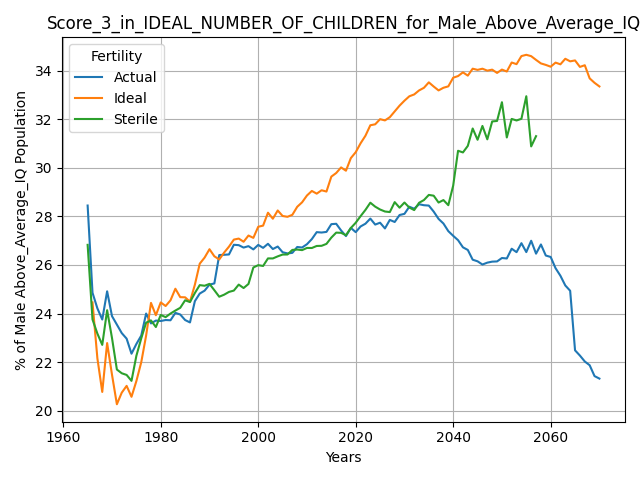 Score_3_in_IDEAL_NUMBER_OF_CHILDREN_for_Male_Above_Average_IQ
Fertility
Actual
Ideal
Sterile
% of Male Above_Average_IQ Population
34
32
30
28
26
24
22
20
1960
1980
2000
2020
2040
2060
Years